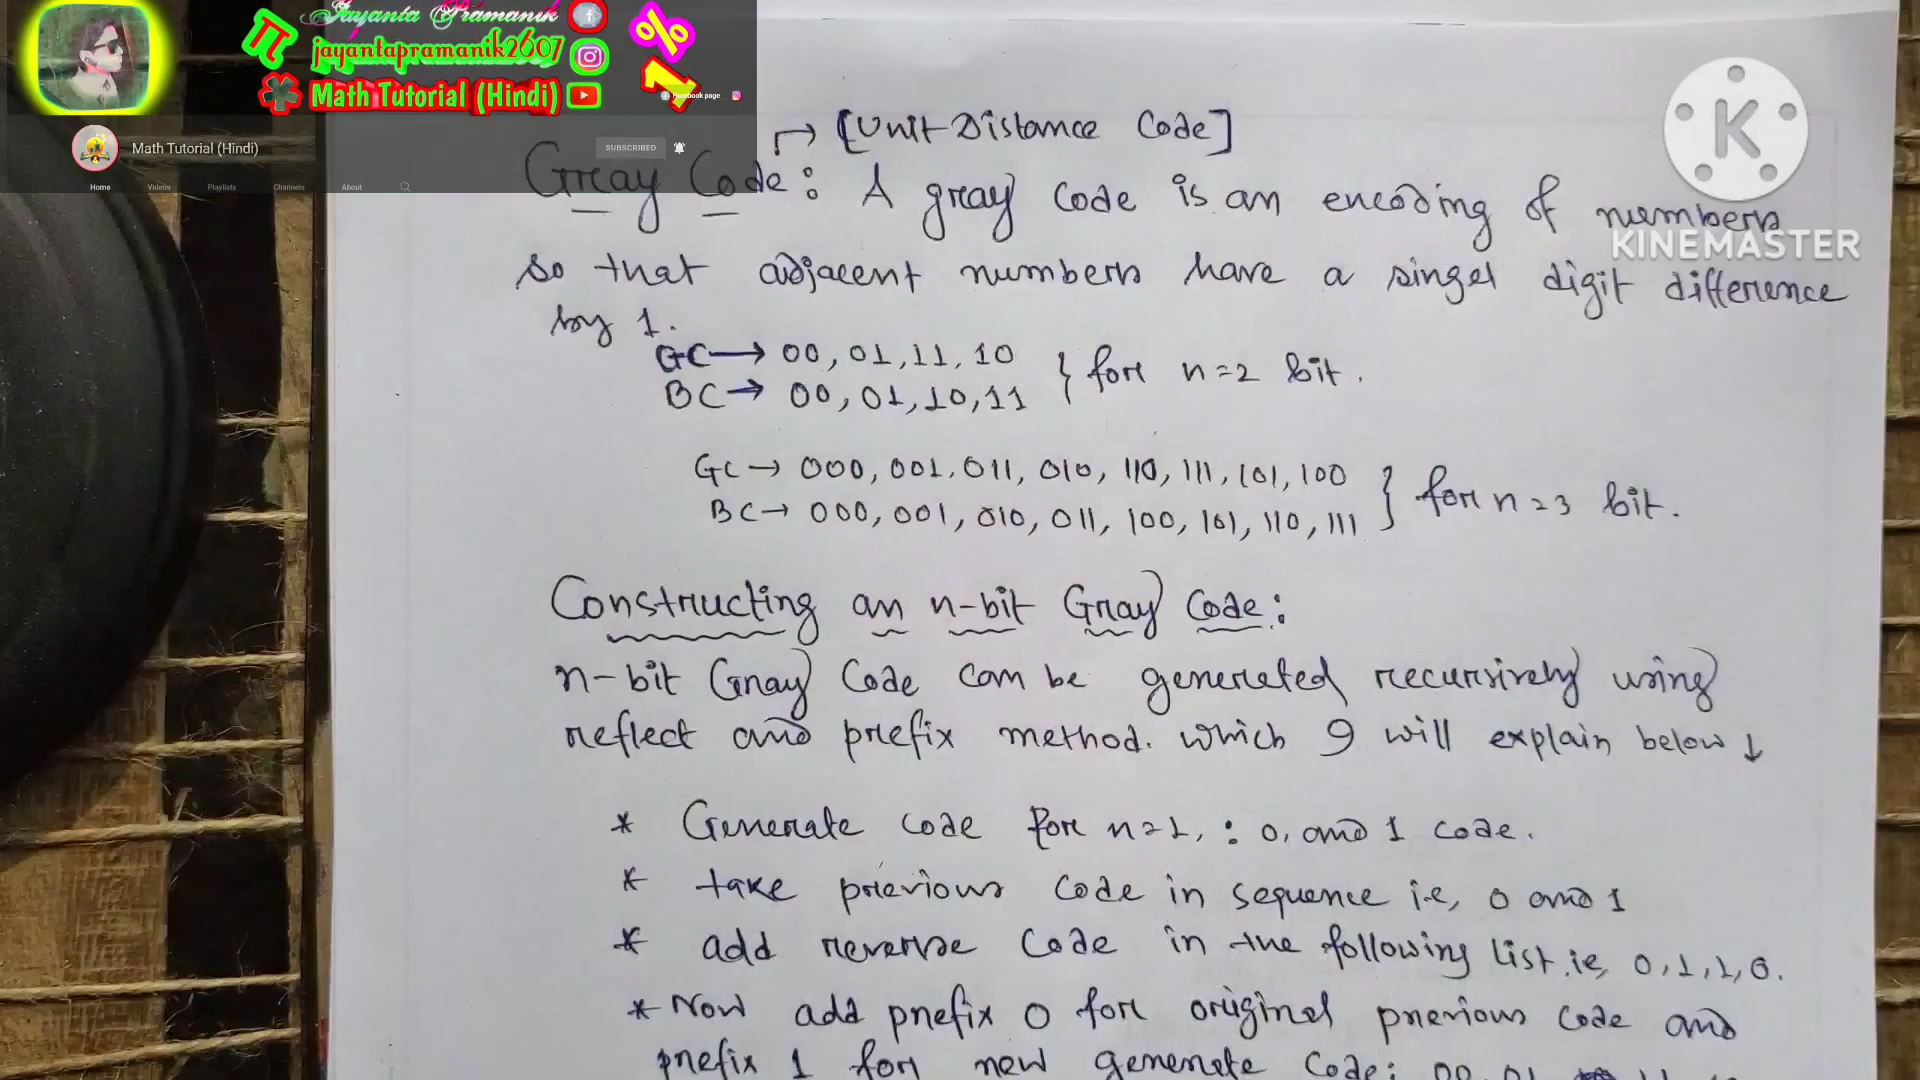 Jayanta Pramanik
jayantapramanik2607
Math Tutorial (Hindi)
Facebook page
Math Tutorial (Hindi)
SUBSCRIBED
Home Videos Playlists Channels About
KINEMASTER
→ [Unit Distance Code]
Gray Code: A gray code is an encoding of numbers
so that adjacent numbers have a singel digit difference
by 1.
GC → 00, 01, 11, 10
BC → 00, 01, 10, 11
} for n=2 bit.
GC → 000, 001, 011, 010, 110, 111, 101, 100
BC → 000, 001, 010, 011, 100, 101, 110, 111
} for n=3 bit.
Constructing an n-bit Gray Code:
n-bit Gray Code can be generated recursively using
reflect and prefix method. which I will explain below ↓
* Generate code for n=1, : 0, and 1 code.
* take previous code in sequence i.e, 0 and 1
* add reverse code in the following list. ie, 0, 1, 1, 0.
* Now add prefix 0 for original previous code and
prefix 1 for new generate code: 00, 01